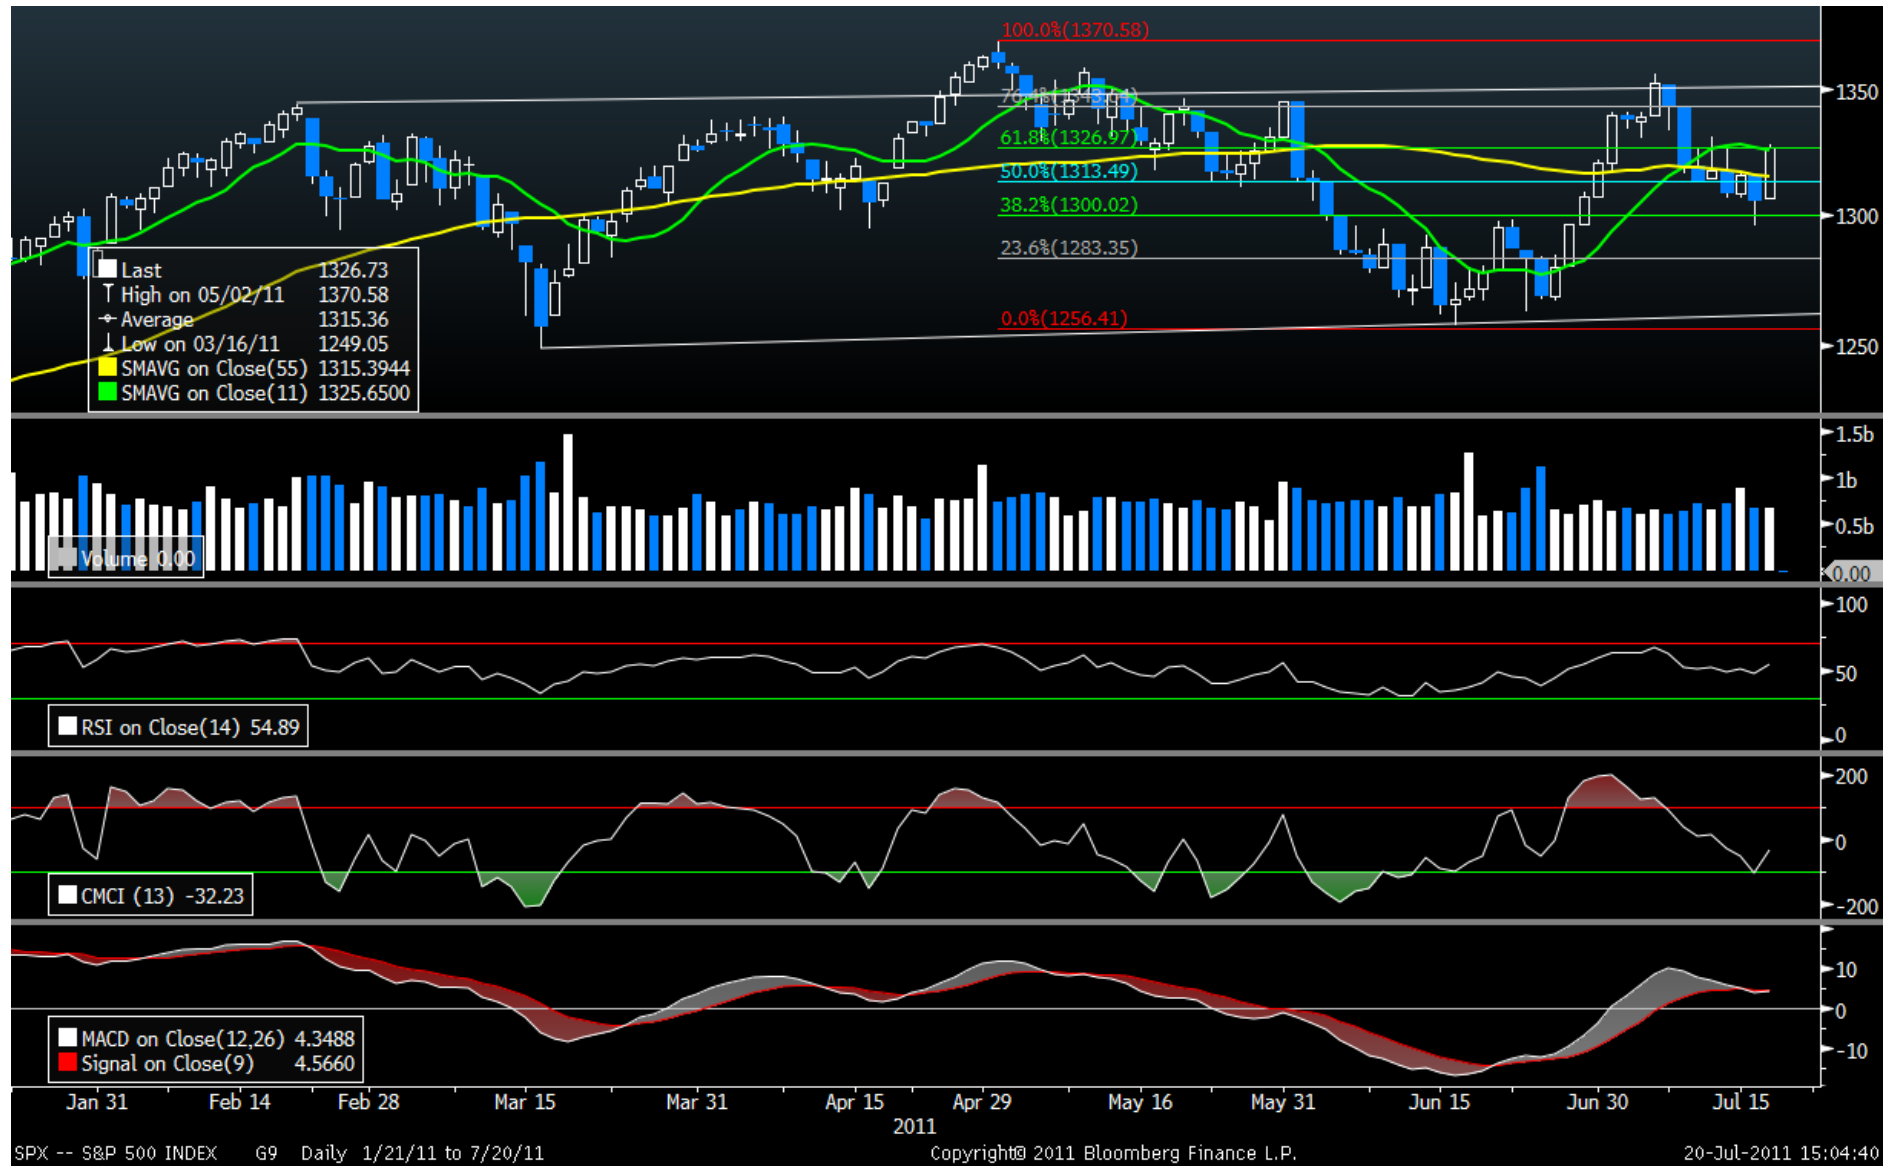 100.0%(1370.58)
76.4%(1343.64)
61.8%(1326.97)
50.0%(1313.49)
38.2%(1300.02)
23.6%(1283.35)
0.0%(1256.41)
1350
1300
1250
Last 1326.73
High on 05/02/11 1370.58
Average 1315.36
Low on 03/16/11 1249.05
SMAVG on Close(55) 1315.3944
SMAVG on Close(11) 1325.6500
1.5b
1b
0.5b
0.00
Volume 0.00
100
50
0
RSI on Close(14) 54.89
200
0
-200
CMCI (13) -32.23
10
0
-10
MACD on Close(12,26) 4.3488
Signal on Close(9) 4.5660
Jan 31 Feb 14 Feb 28 Mar 15 Mar 31 Apr 15 Apr 29 May 16 May 31 Jun 15 Jun 30 Jul 15
2011
SPX -- S&P 500 INDEX G9 Daily 1/21/11 to 7/20/11 Copyright© 2011 Bloomberg Finance L.P. 20-Jul-2011 15:04:40